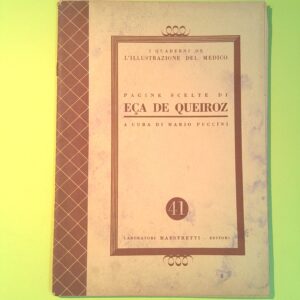 I QUADERNI DE
L'ILLUSTRAZIONE DEL MEDICO
PAGINE SCELTE DI
EÇA DE QUEIROZ
A CURA DI MARIO PUCCINI
41
LABORATORI MAESTRETTI - EDITORI